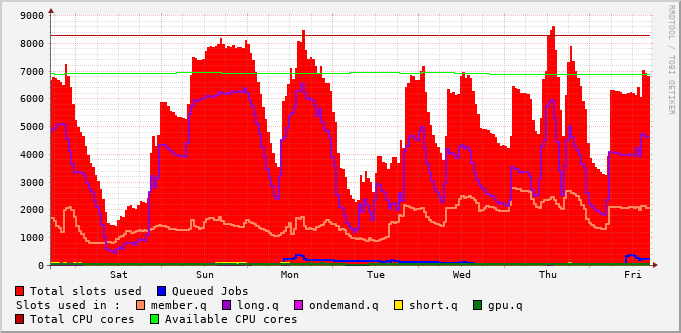 RRDTOOL / TOBI OETIKER
9000
8000
7000
6000
5000
4000
3000
2000
1000
0
Sat Sun Mon Tue Wed Thu Fri
Total slots used Queued Jobs
Slots used in : member.q long.q ondemand.q short.q gpu.q
Total CPU cores Available CPU cores